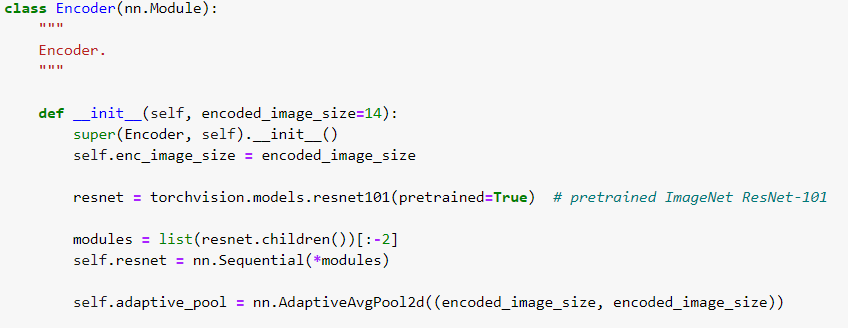 class Encoder(nn.Module):
    """
    Encoder.
    """

    def __init__(self, encoded_image_size=14):
        super(Encoder, self).__init__()
        self.enc_image_size = encoded_image_size

        resnet = torchvision.models.resnet101(pretrained=True)  # pretrained ImageNet ResNet-101

        modules = list(resnet.children())[:-2]
        self.resnet = nn.Sequential(*modules)

        self.adaptive_pool = nn.AdaptiveAvgPool2d((encoded_image_size, encoded_image_size))